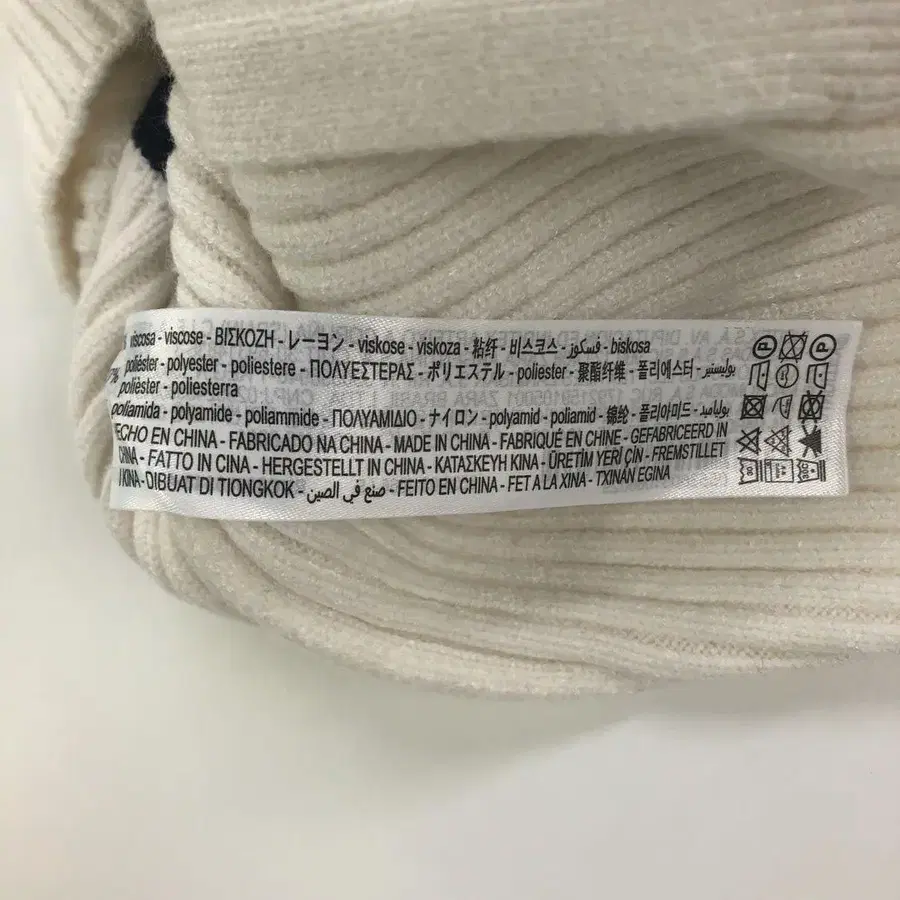 viscosa - viscose - ΒΙΣΚΟΖΗ - レーヨン - viskose - viskoza - 粘纤 - 비스코스 - فسكوز - biskosa
% poliéster - polyester - poliestere - ΠΟΛΥΕΣΤΕΡΑΣ - ポリエステル - poliester - 聚酯纤维 - 폴리에스터 - بوليستير -
polièster - poliesterra
poliamida - polyamide - poliammide - ΠΟΛΥΑΜΙΔΙΟ - ナイロン - polyamid - poliamid - 锦纶 - 폴리아미드 - بولياميد
HECHO EN CHINA - FABRICADO NA CHINA - MADE IN CHINA - FABRIQUÉ EN CHINE - GEFABRICEERD IN
CHINA - FATTO IN CINA - HERGESTELLT IN CHINA - ΚΑΤΑΣΚΕΥΗ ΚΙΝΑ - ÜRETİM YERİ ÇİN - FREMSTILLET
I KINA - DIBUAT DI TIONGKOK - صنع في الصين - FEITO EN CHINA - FET A LA XINA - TXINAN EGINA